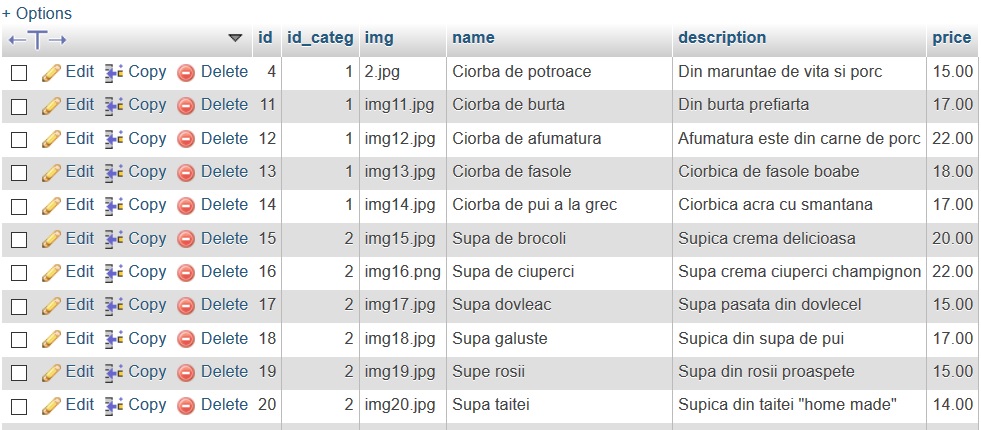 + Options
id id_categ img name description price
Edit Copy Delete 4 1 2.jpg Ciorba de potroace Din maruntae de vita si porc 15.00
Edit Copy Delete 11 1 img11.jpg Ciorba de burta Din burta prefiarta 17.00
Edit Copy Delete 12 1 img12.jpg Ciorba de afumatura Afumatura este din carne de porc 22.00
Edit Copy Delete 13 1 img13.jpg Ciorba de fasole Ciorbica de fasole boabe 18.00
Edit Copy Delete 14 1 img14.jpg Ciorba de pui a la grec Ciorbica acra cu smantana 17.00
Edit Copy Delete 15 2 img15.jpg Supa de brocoli Supica crema delicioasa 20.00
Edit Copy Delete 16 2 img16.png Supa de ciuperci Supa crema ciuperci champignon 22.00
Edit Copy Delete 17 2 img17.jpg Supa dovleac Supa pasata din dovlecel 15.00
Edit Copy Delete 18 2 img18.jpg Supa galuste Supica din supa de pui 17.00
Edit Copy Delete 19 2 img19.jpg Supe rosii Supa din rosii proaspete 15.00
Edit Copy Delete 20 2 img20.jpg Supa taitei Supica din taitei "home made" 14.00